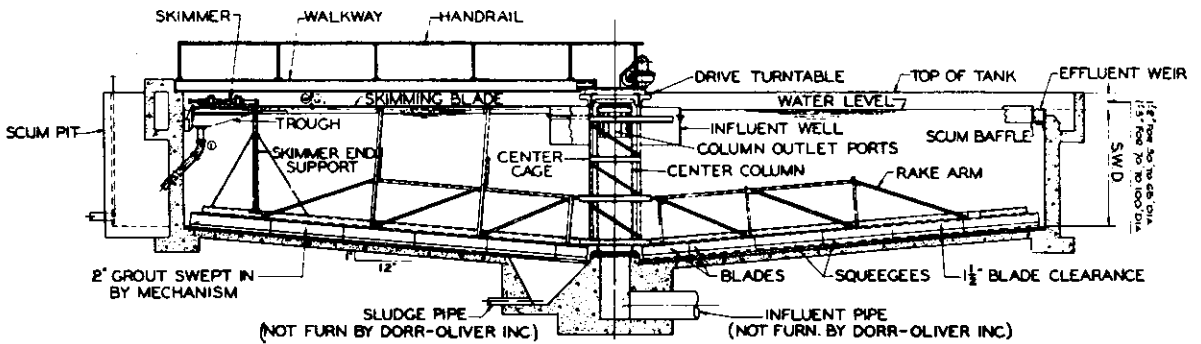 SKIMMER
WALKWAY
HANDRAIL
DRIVE TURNTABLE
TOP OF TANK
EFFLUENT WEIR
SKIMMING BLADE
WATER LEVEL
SCUM PIT
TROUGH
INFLUENT WELL
SCUM BAFFLE
COLUMN OUTLET PORTS
SKIMMER END
SUPPORT
CENTER
CAGE
CENTER COLUMN
RAKE ARM
SWD
1"
12"
2" GROUT SWEPT IN
BY MECHANISM
BLADES
SQUEEGEES
1½" BLADE CLEARANCE
SLUDGE PIPE
(NOT FURN BY DORR-OLIVER INC)
INFLUENT PIPE
(NOT FURN. BY DORR-OLIVER INC)